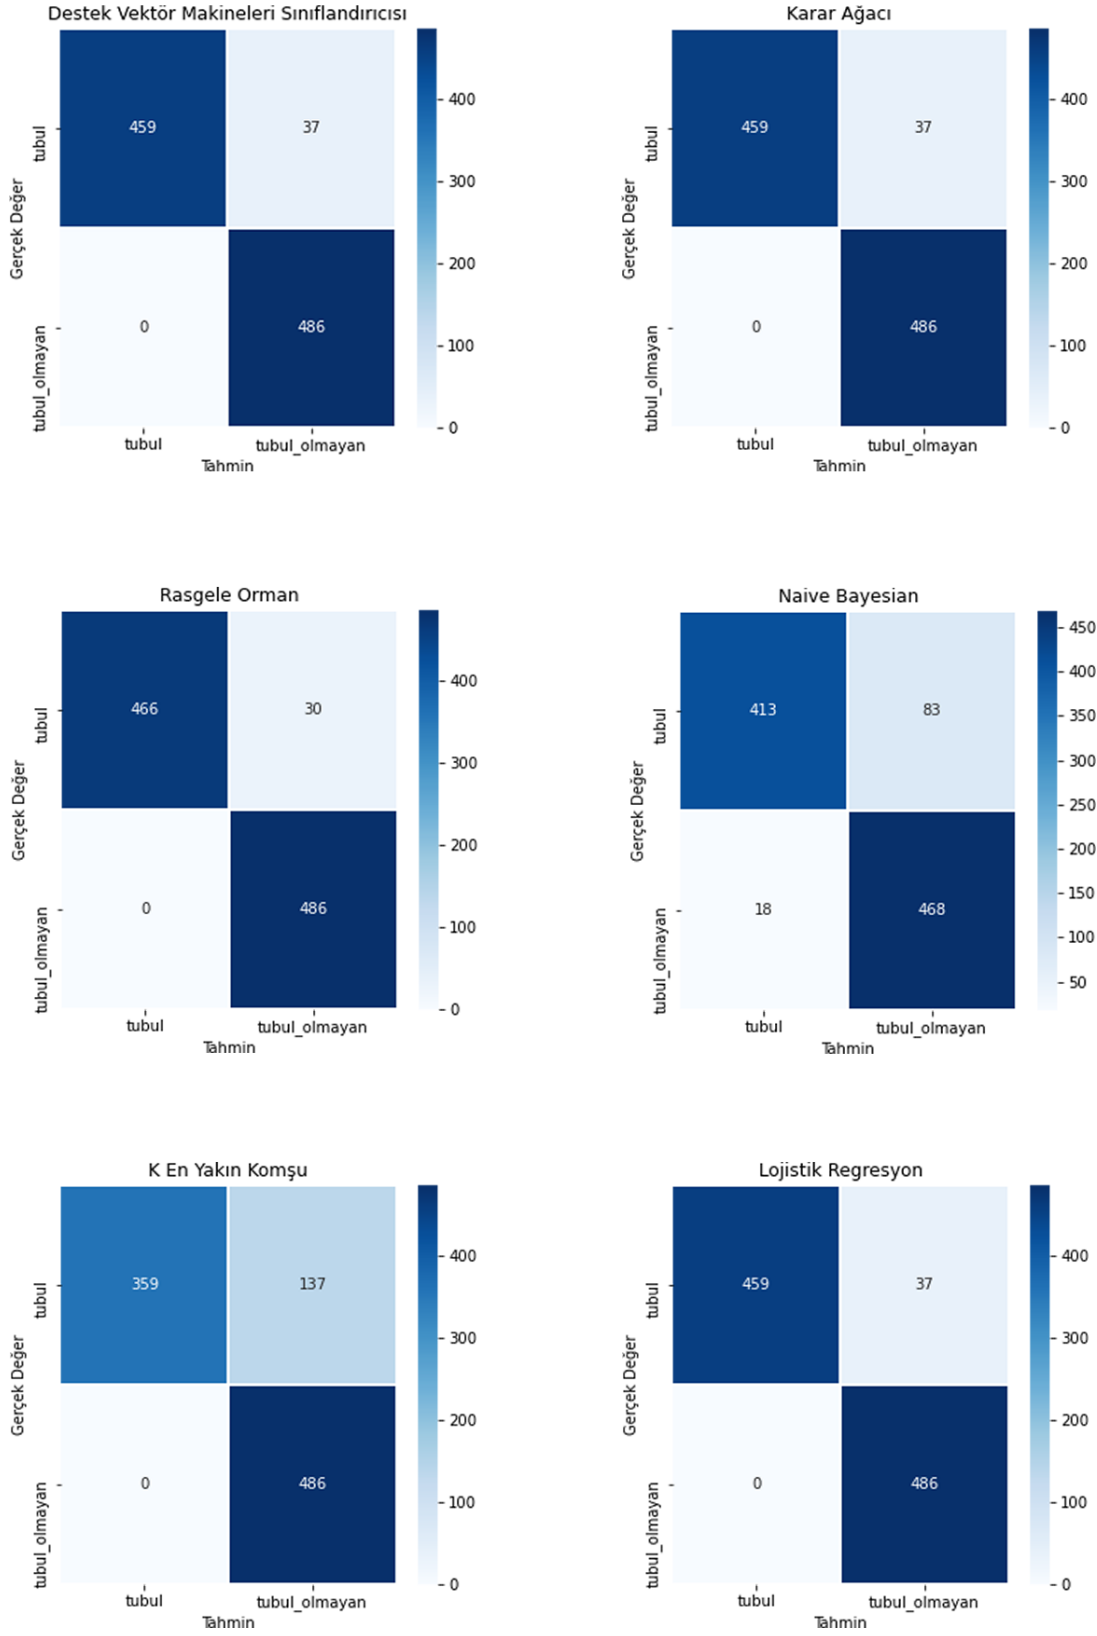 Destek Vektör Makineleri Sınıflandırıcısı
Gerçek Değer
tubul
tubul_olmayan
459
37
0
486
tubul
tubul_olmayan
Tahmin
400
300
200
100
0
Karar Ağacı
Gerçek Değer
tubul
tubul_olmayan
459
37
0
486
tubul
tubul_olmayan
Tahmin
400
300
200
100
0
Rasgele Orman
Gerçek Değer
tubul
tubul_olmayan
466
30
0
486
tubul
tubul_olmayan
Tahmin
400
300
200
100
0
Naive Bayesian
Gerçek Değer
tubul
tubul_olmayan
413
83
18
468
tubul
tubul_olmayan
Tahmin
450
400
350
300
250
200
150
100
50
K En Yakın Komşu
Gerçek Değer
tubul
tubul_olmayan
359
137
0
486
tubul
tubul_olmayan
Tahmin
400
300
200
100
0
Lojistik Regresyon
Gerçek Değer
tubul
tubul_olmayan
459
37
0
486
tubul
tubul_olmayan
Tahmin
400
300
200
100
0